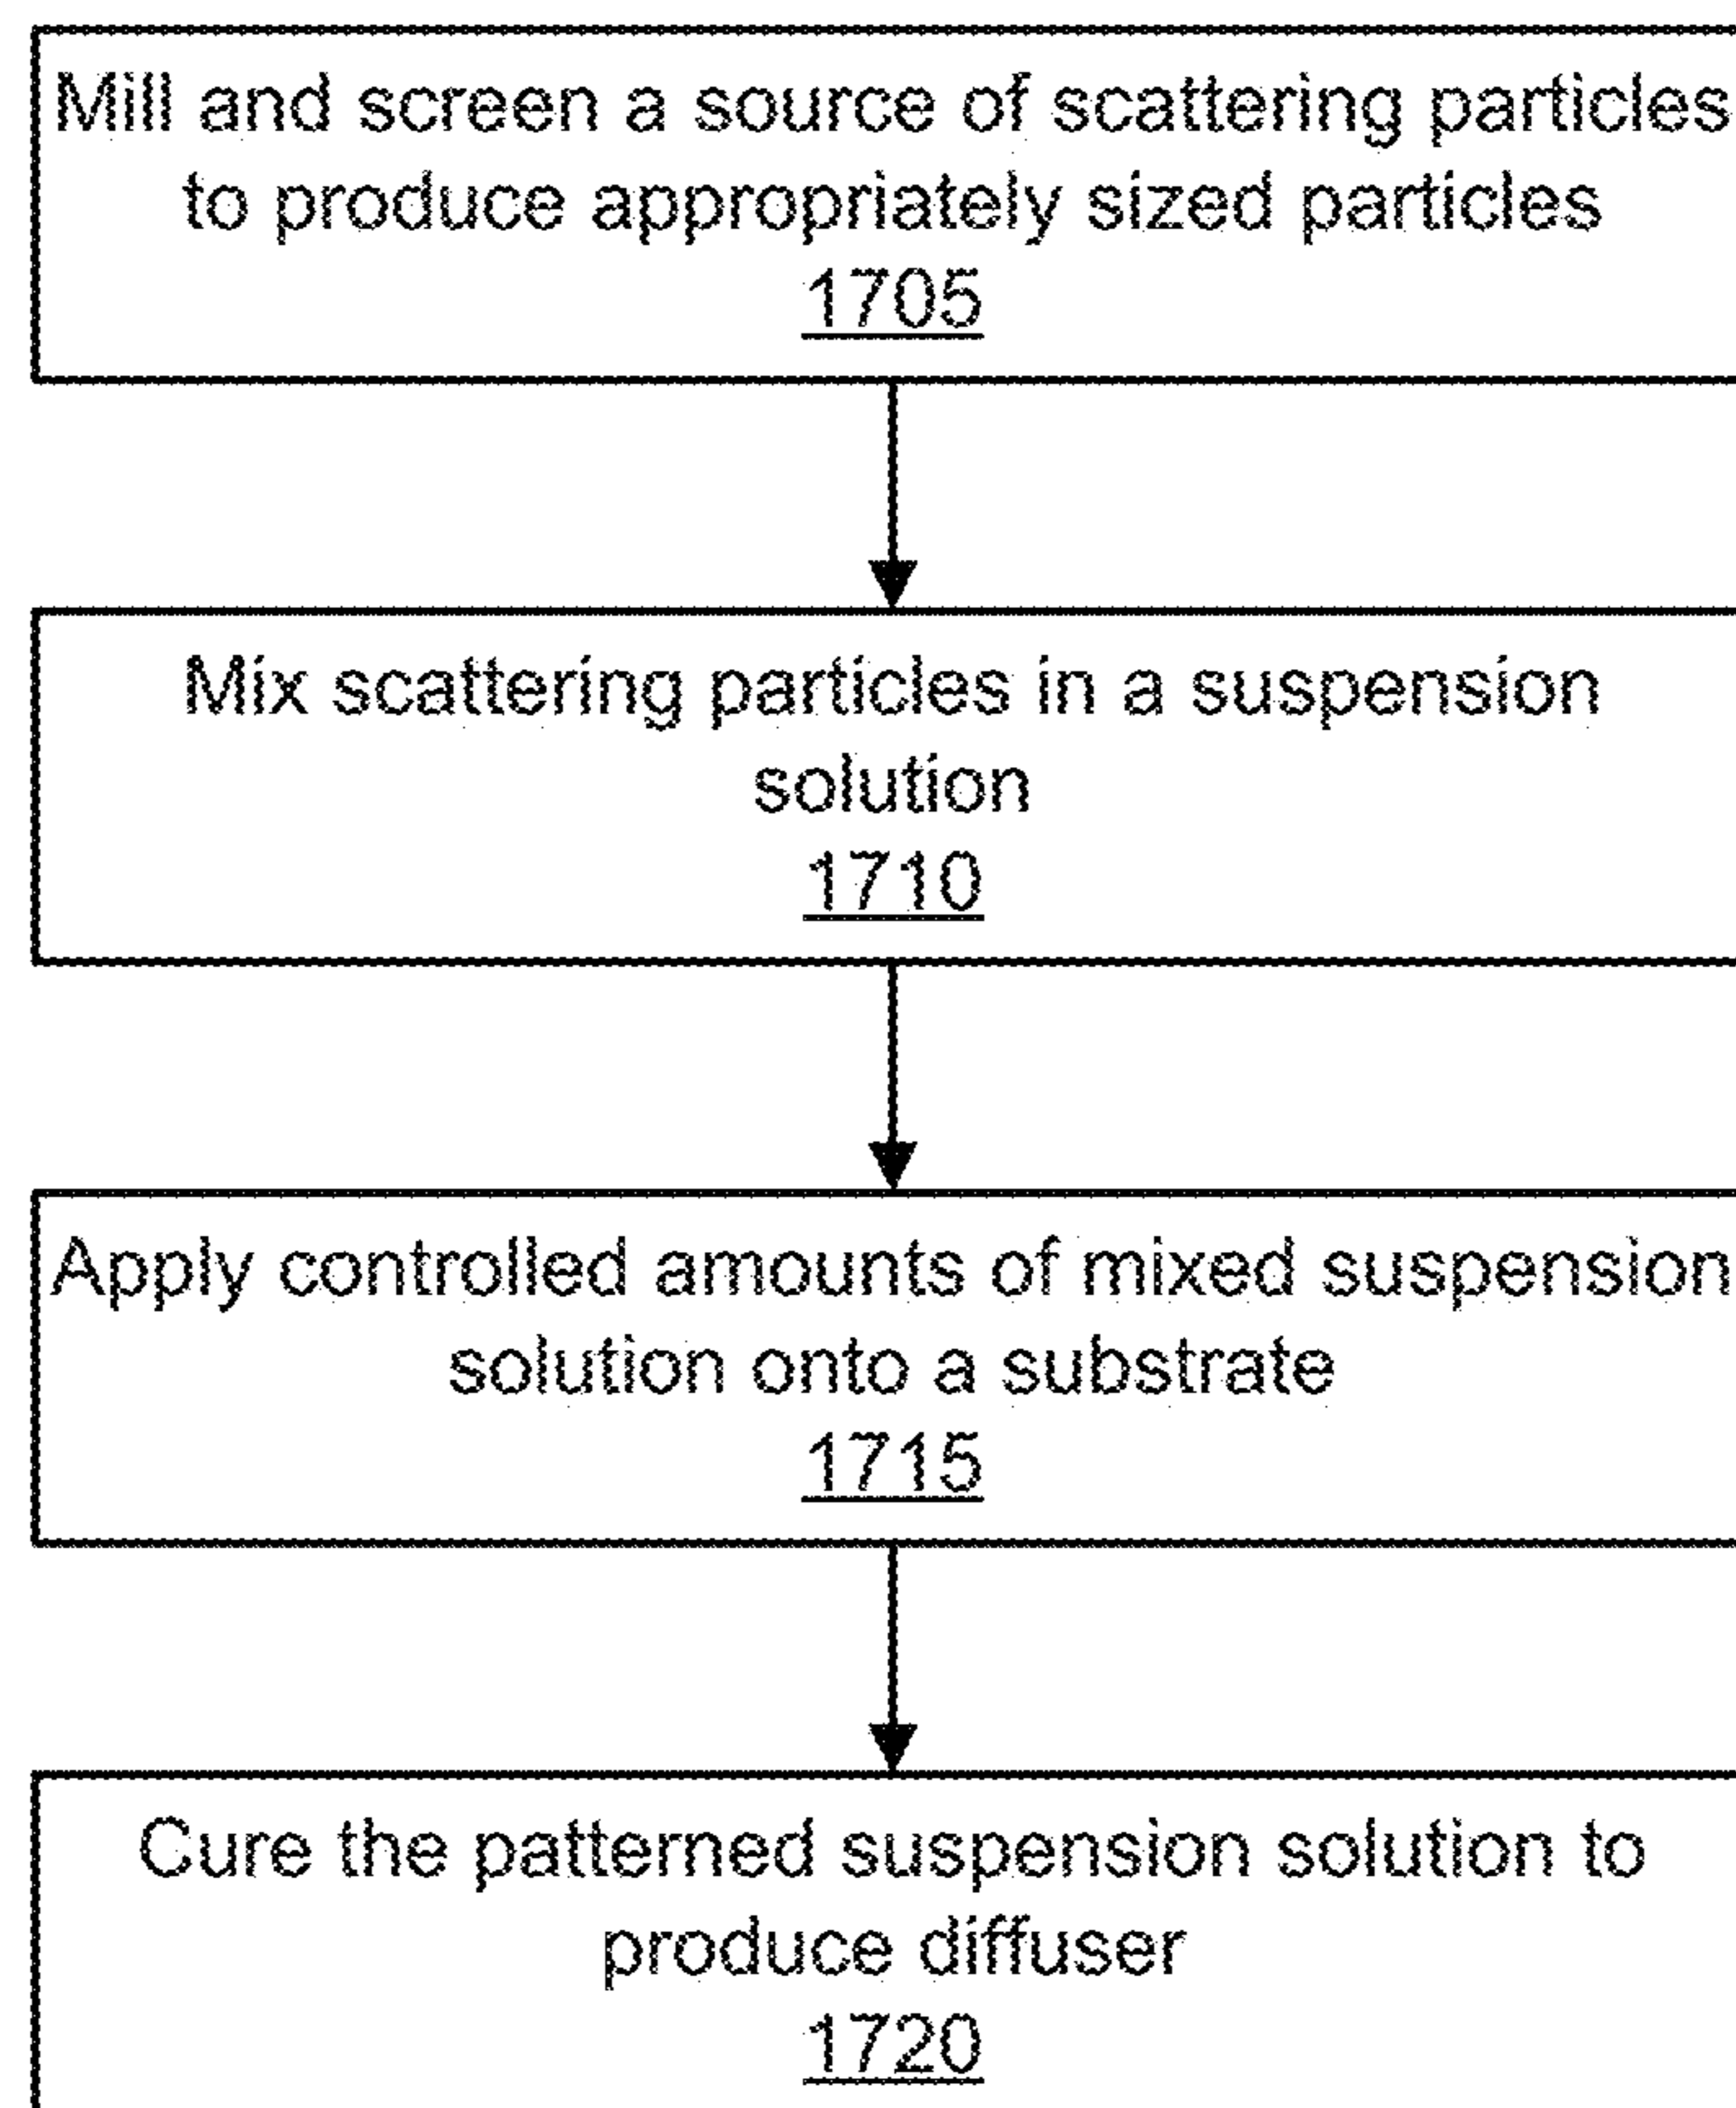 Mill and screen a source of scattering particles
to produce appropriately sized particles
1705
Mix scattering particles in a suspension
solution
1710
Apply controlled amounts of mixed suspension
solution onto a substrate
1715
Cure the patterned suspension solution to
produce diffuser
1720